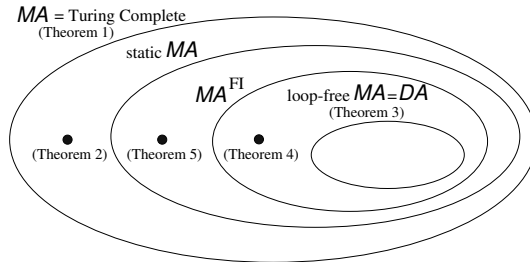 MA = Turing Complete
(Theorem 1)
static MA
MA^FI
loop-free MA=DA
(Theorem 3)
(Theorem 2)
(Theorem 5)
(Theorem 4)